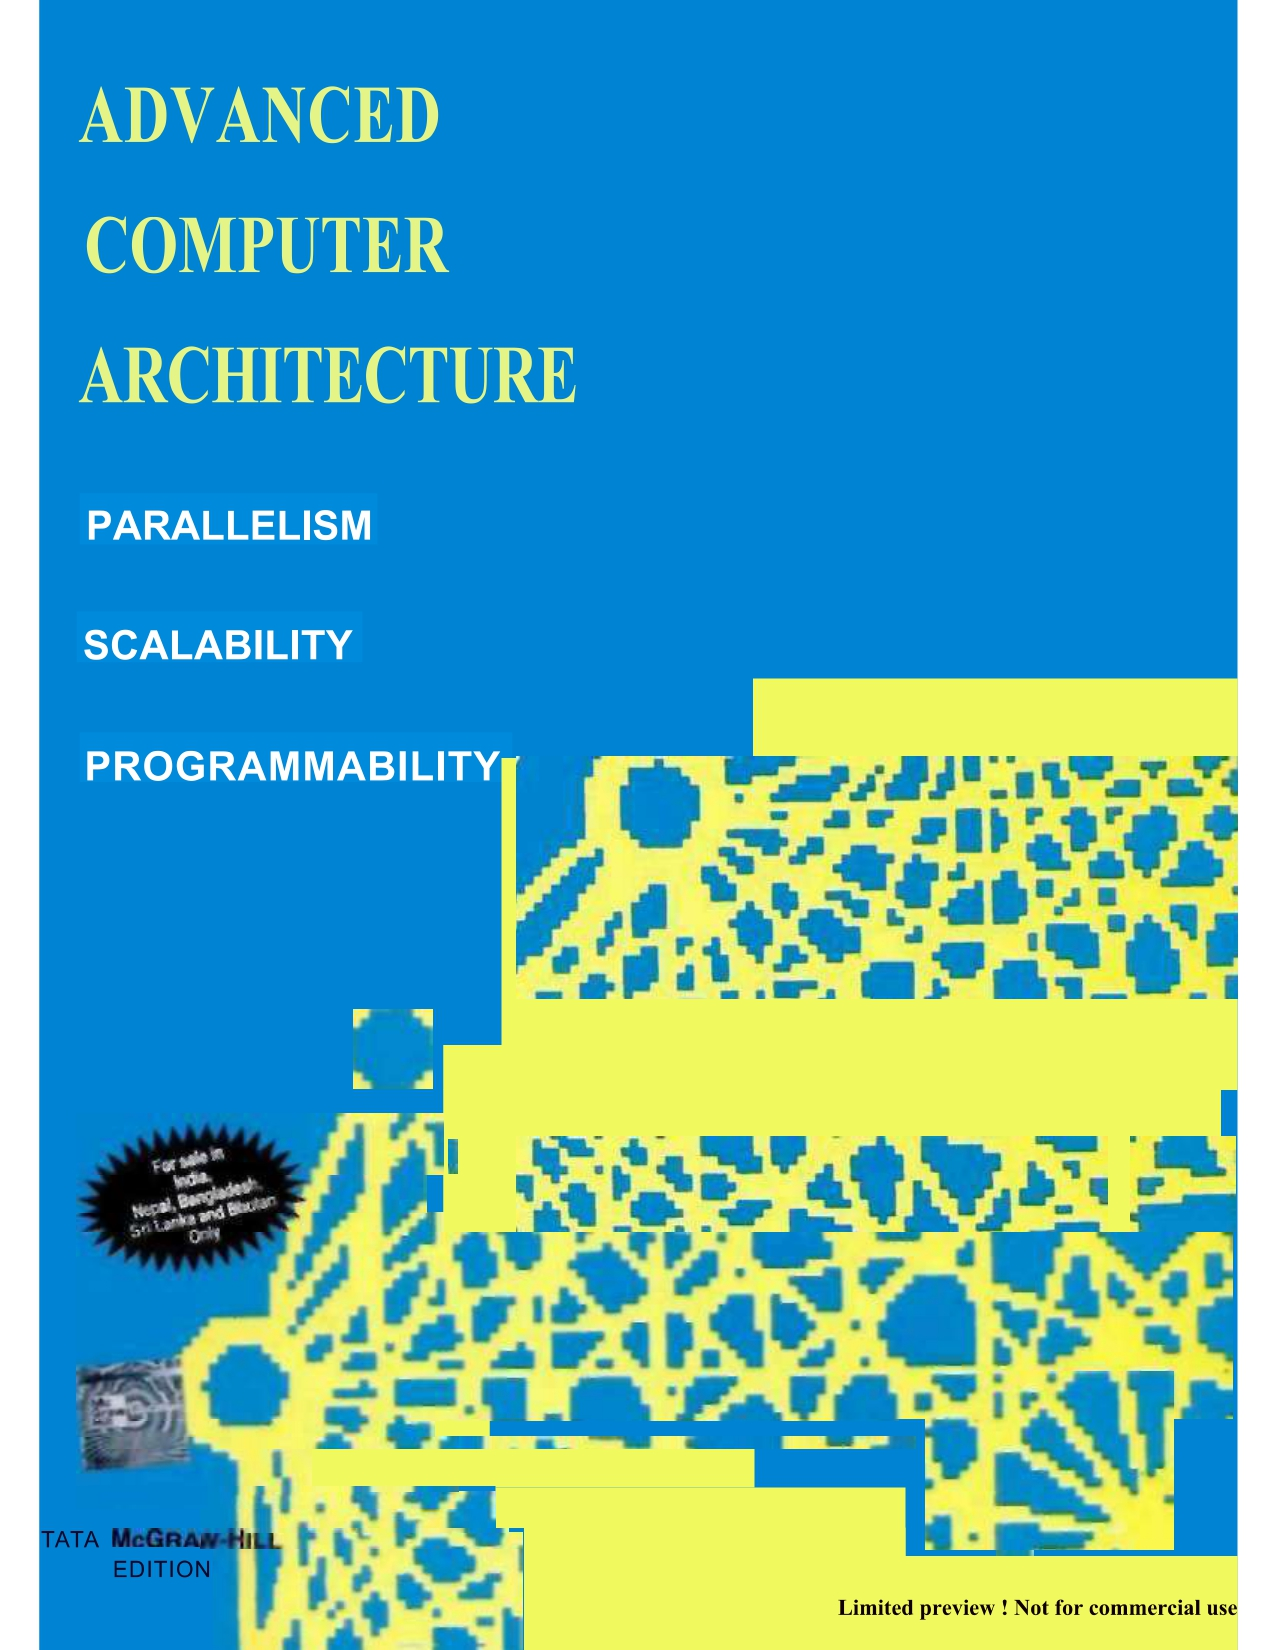 ADVANCED
COMPUTER
ARCHITECTURE
PARALLELISM
SCALABILITY
PROGRAMMABILITY
For sale in
India,
Nepal, Bangladesh,
Sri Lanka and Bhutan
Only
TATA McGRAW-HILL
EDITION
Limited preview ! Not for commercial use